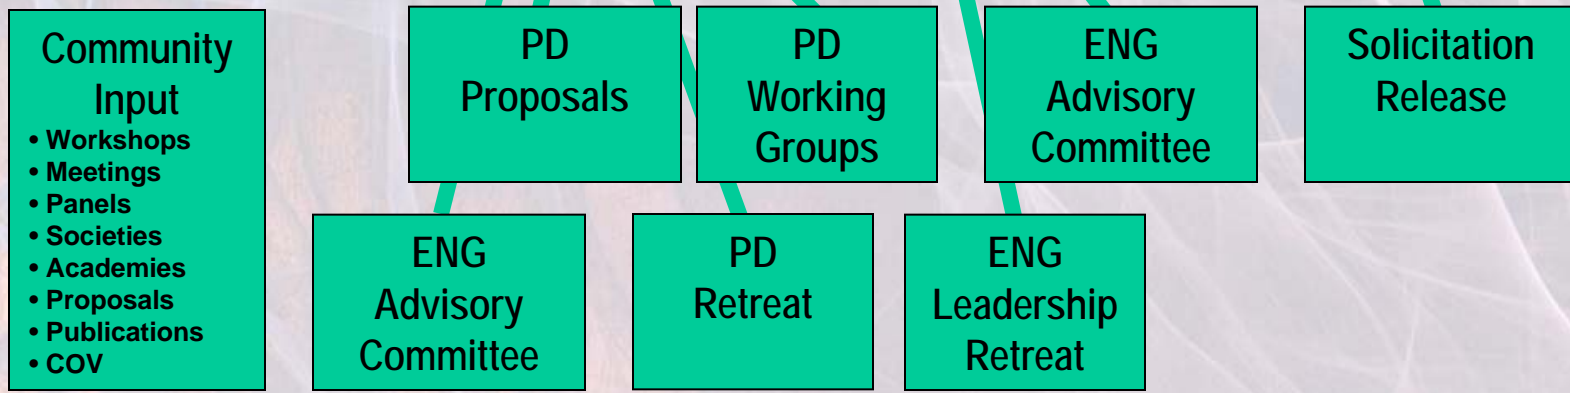 Community
Input
• Workshops
• Meetings
• Panels
• Societies
• Academies
• Proposals
• Publications
• COV
PD
Proposals
PD
Working
Groups
ENG
Advisory
Committee
Solicitation
Release
ENG
Advisory
Committee
PD
Retreat
ENG
Leadership
Retreat